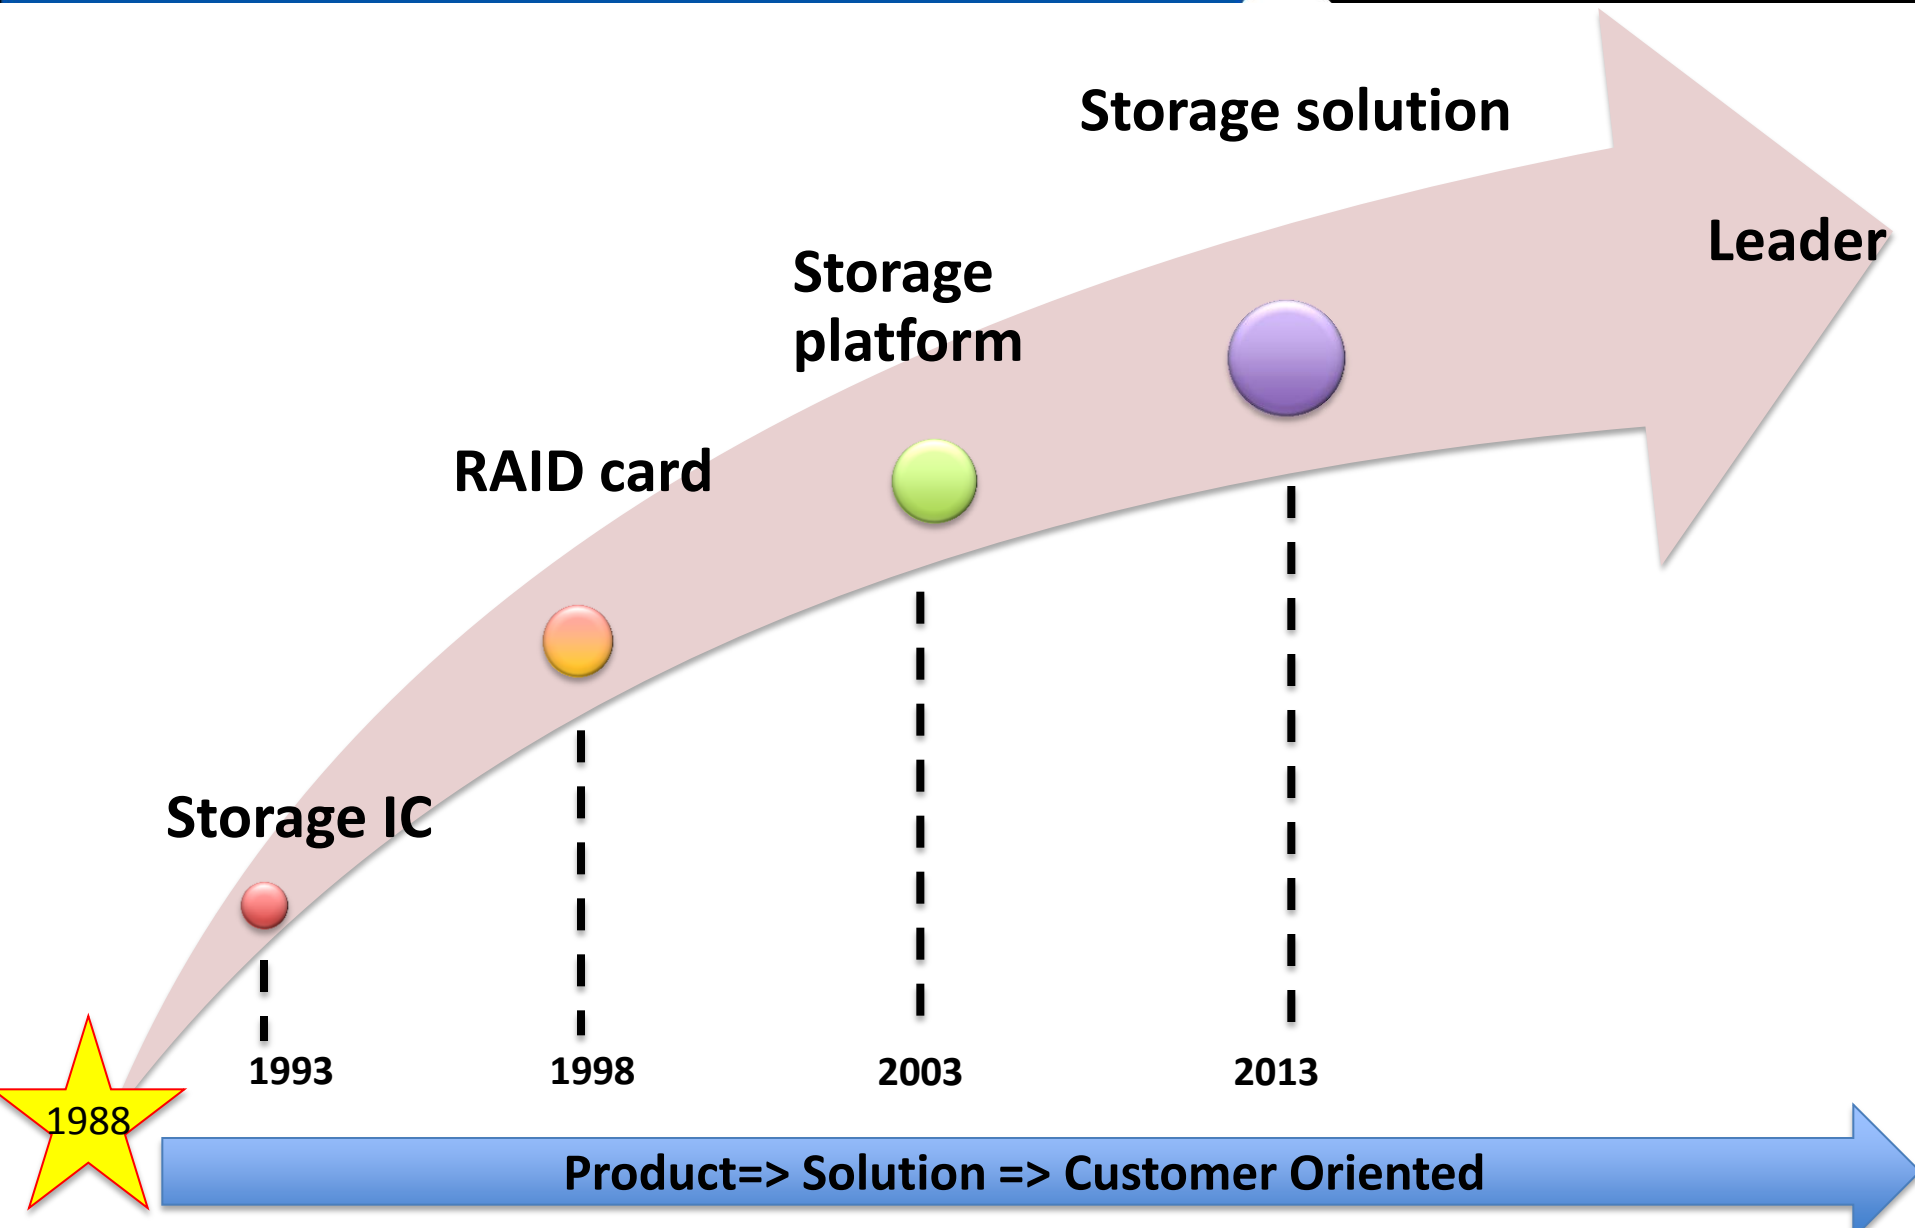 Storage solution
Leader
Storage
platform
RAID card
Storage IC
1993
1998
2003
2013
1988
Product=> Solution => Customer Oriented